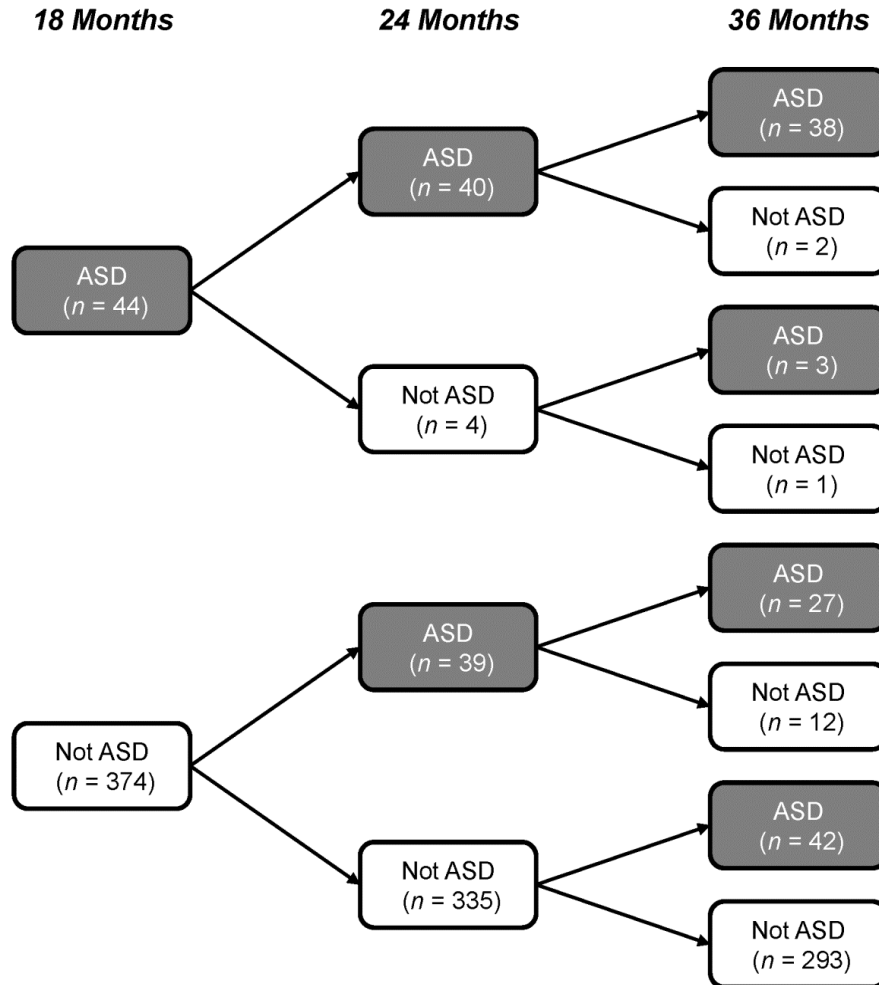 18 Months 24 Months 36 Months
ASD
(n = 38)
ASD
(n = 40)
Not ASD
(n = 2)
ASD
(n = 44)
ASD
(n = 3)
Not ASD
(n = 4)
Not ASD
(n = 1)
ASD
(n = 27)
ASD
(n = 39)
Not ASD
(n = 12)
Not ASD
(n = 374)
ASD
(n = 42)
Not ASD
(n = 335)
Not ASD
(n = 293)